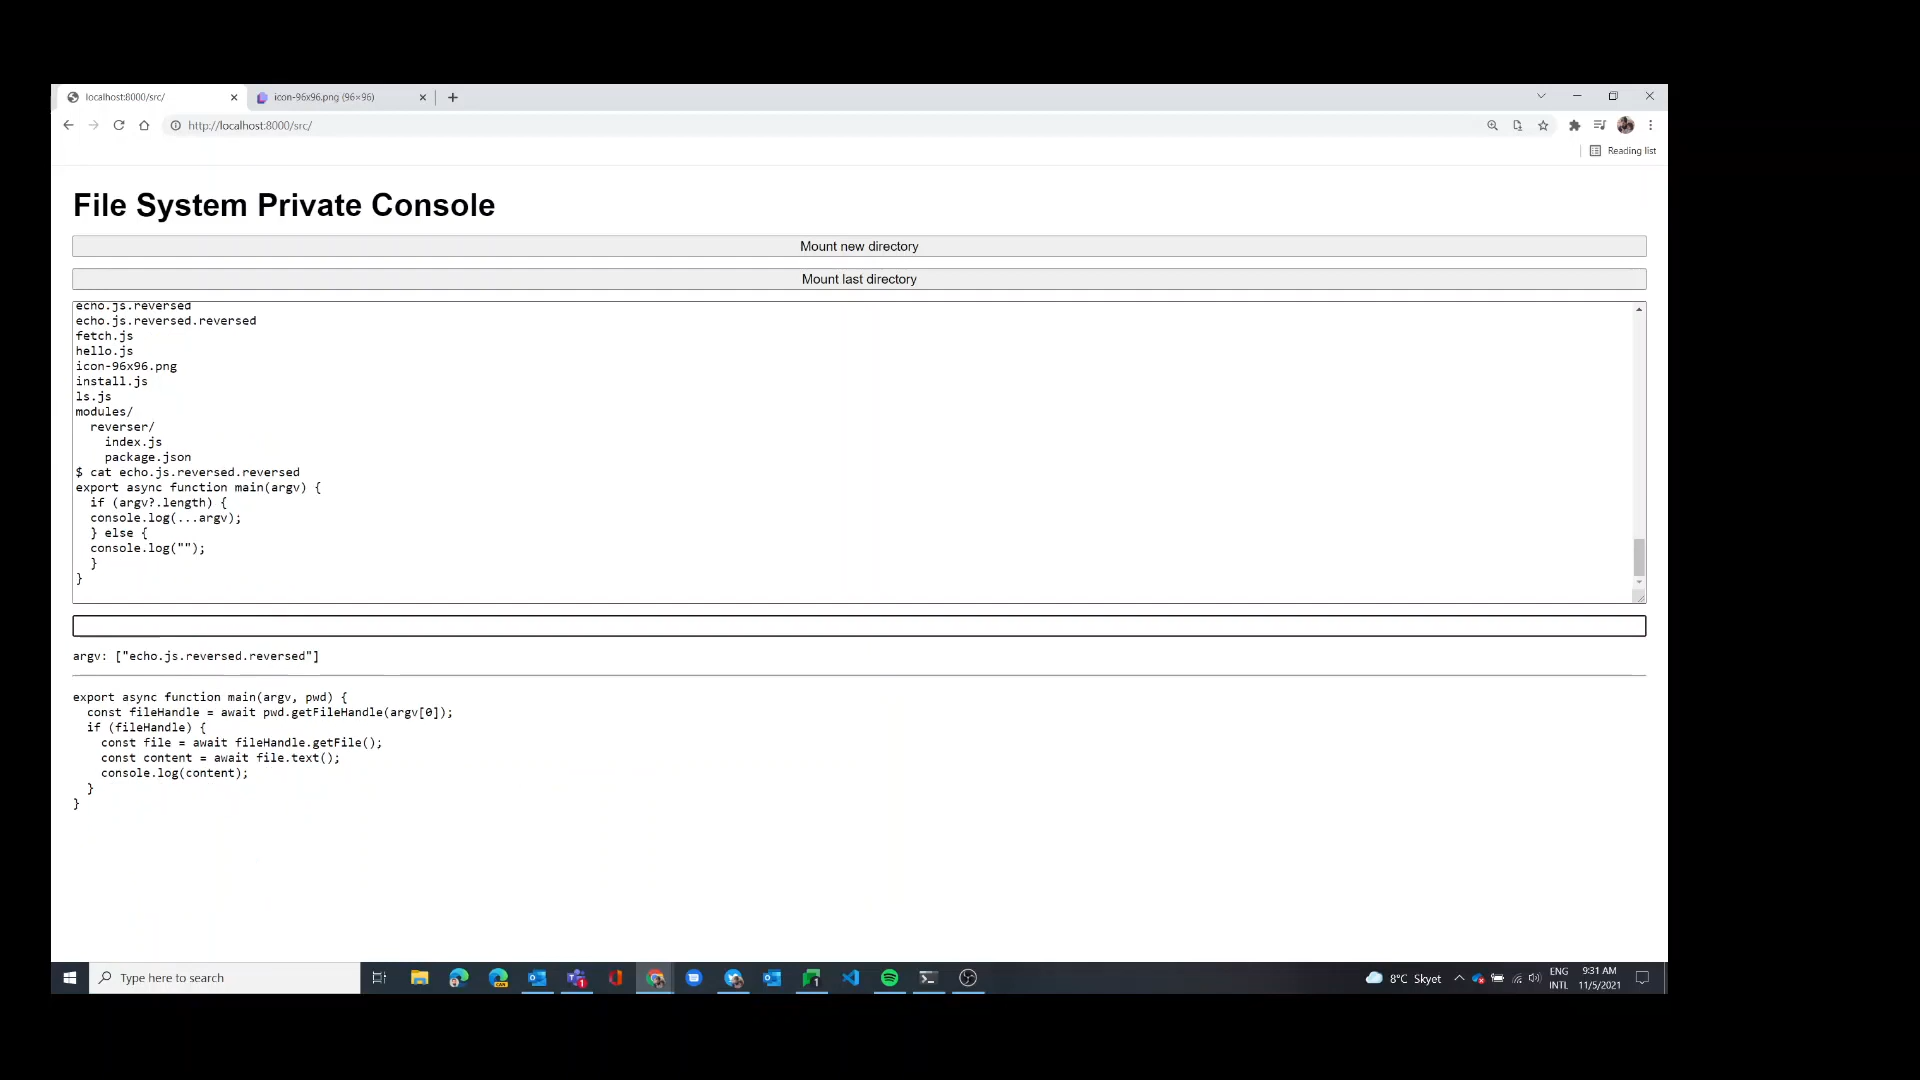 localhost:8000/src/
icon-96x96.png (96×96)
http://localhost:8000/src/
Reading list
File System Private Console
Mount new directory
Mount last directory
echo.js.reversed
echo.js.reversed.reversed
fetch.js
hello.js
icon-96x96.png
install.js
ls.js
modules/
  reverser/
    index.js
    package.json
$ cat echo.js.reversed.reversed
export async function main(argv) {
  if (argv?.length) {
  console.log(...argv);
  } else {
  console.log("");
  }
}
argv: ["echo.js.reversed.reversed"]
export async function main(argv, pwd) {
  const fileHandle = await pwd.getFileHandle(argv[0]);
  if (fileHandle) {
    const file = await fileHandle.getFile();
    const content = await file.text();
    console.log(content);
  }
}
Type here to search
8°C Skyet
ENG
INTL
9:31 AM
11/5/2021